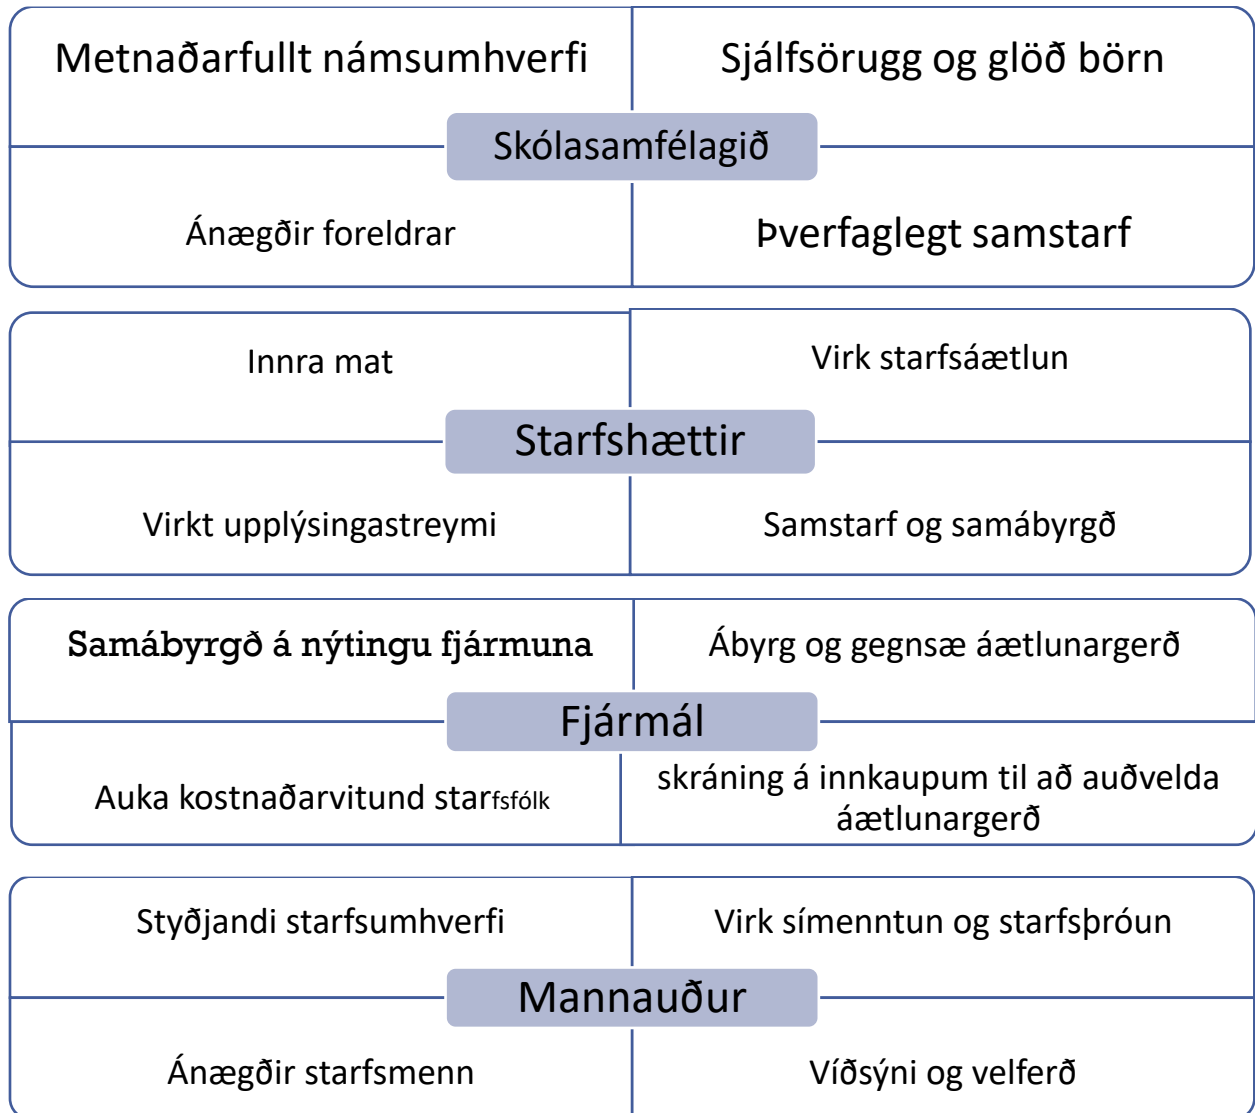 Metnaðarfullt námsumhverfi
Sjálfsörugg og glöð börn
Skólasamfélagið
Ánægðir foreldrar
Þverfaglegt samstarf
Innra mat
Virk starfsáætlun
Starfshættir
Virkt upplýsingastreymi
Samstarf og samábyrgð
Samábyrgð á nýtingu fjármuna
Ábyrg og gegnsæ áætlunargerð
Fjármál
Auka kostnaðarvitund starfsfólk
skráning á innkaupum til að auðvelda
áætlunargerð
Styðjandi starfsumhverfi
Virk símenntun og starfsþróun
Mannauður
Ánægðir starfsmenn
Víðsýni og velferð